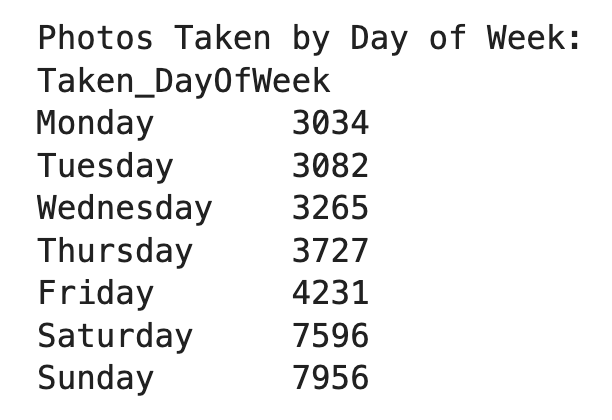 Photos Taken by Day of Week:
Taken_DayOfWeek
Monday       3034
Tuesday      3082
Wednesday    3265
Thursday     3727
Friday       4231
Saturday     7596
Sunday       7956